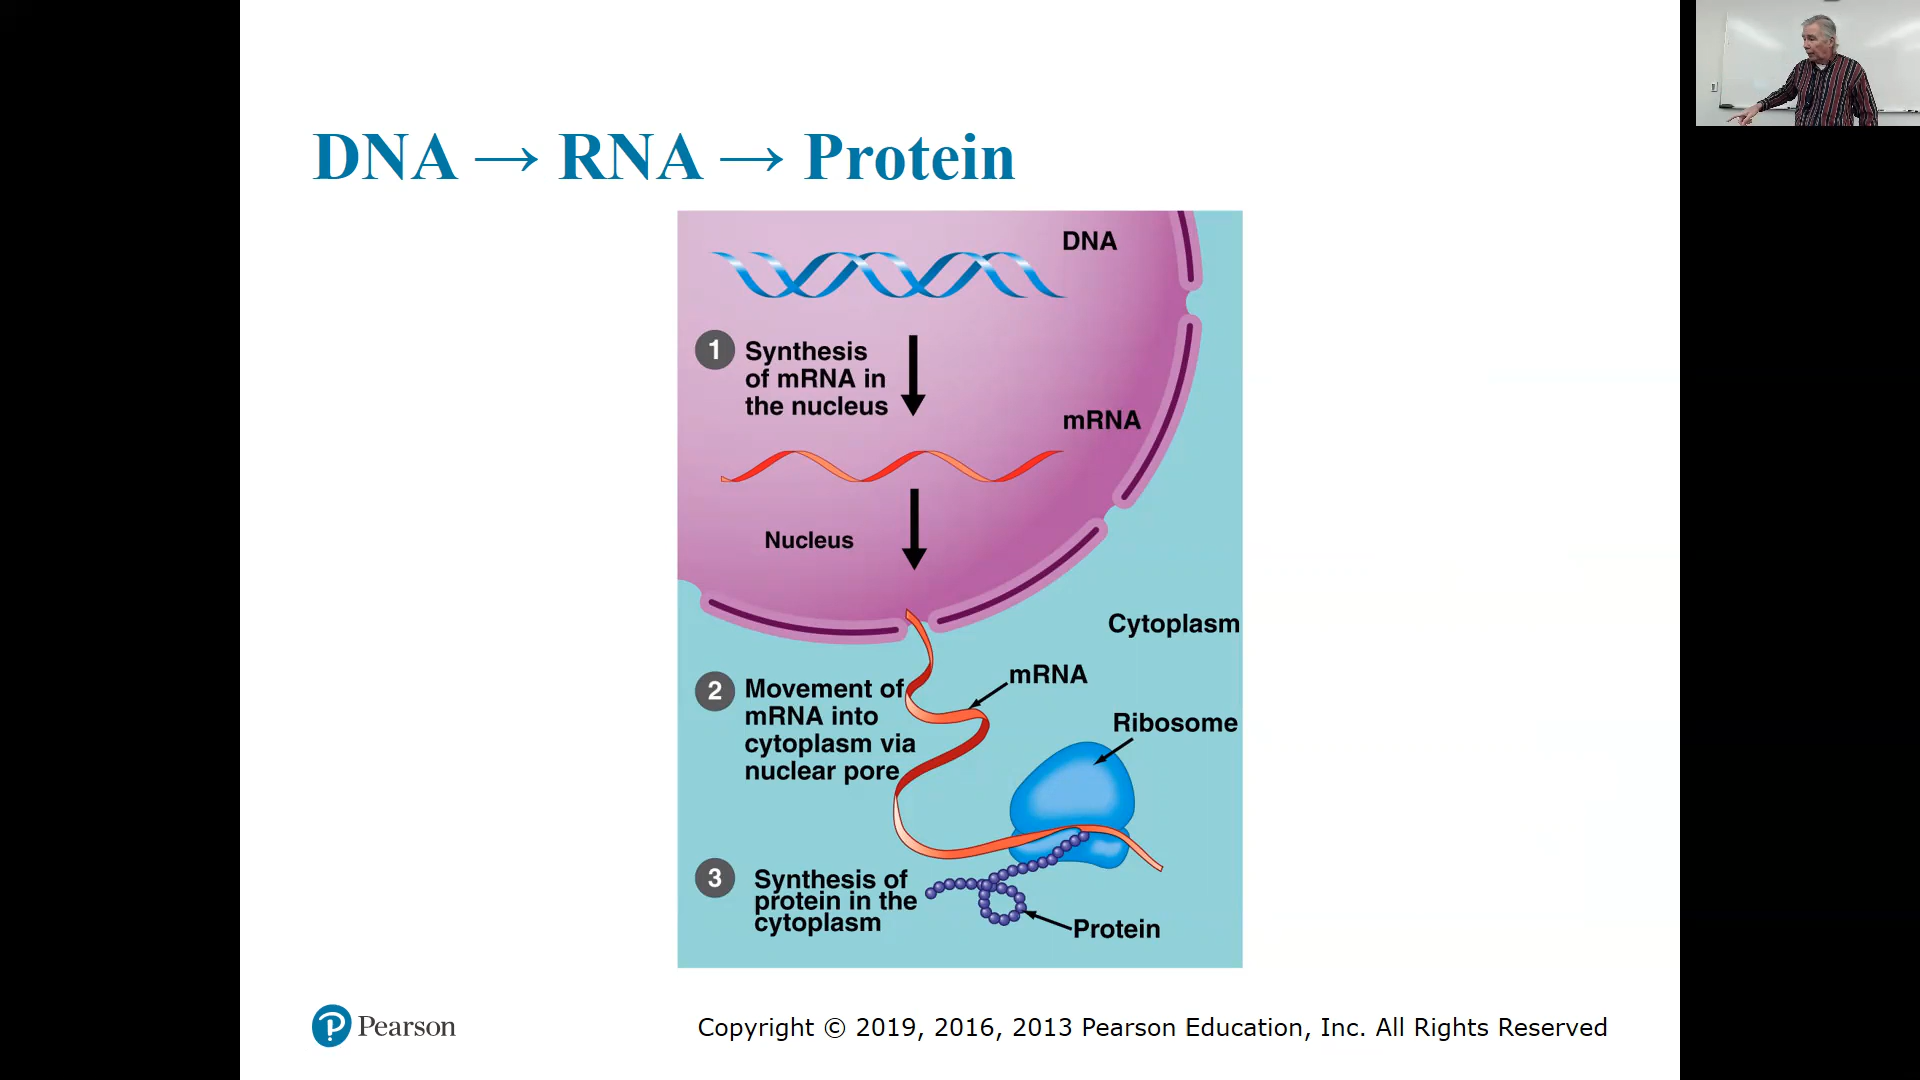 DNA → RNA → Protein
DNA
1 Synthesis
of mRNA in
the nucleus
mRNA
Nucleus
Cytoplasm
2 Movement of
mRNA into
cytoplasm via
nuclear pore
mRNA
Ribosome
3 Synthesis of
protein in the
cytoplasm
Protein
P Pearson
Copyright © 2019, 2016, 2013 Pearson Education, Inc. All Rights Reserved